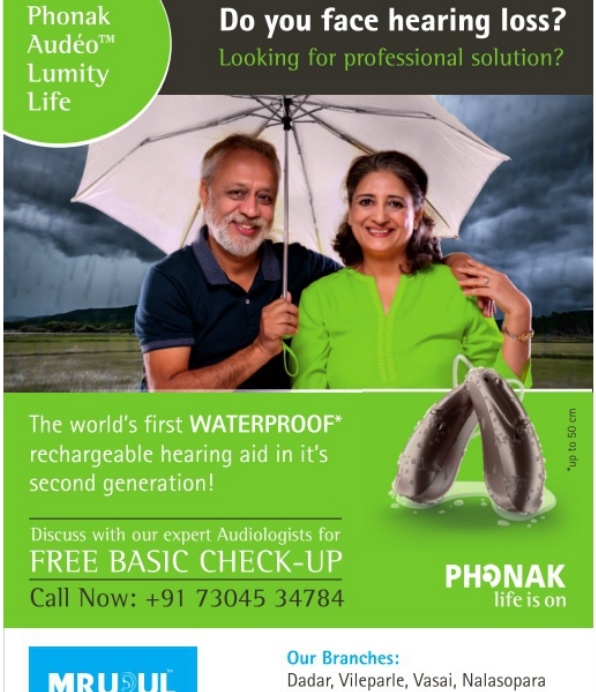 Phonak
Audéo™
Lumity
Life
Do you face hearing loss?
Looking for professional solution?
The world's first WATERPROOF*
rechargeable hearing aid in it's
second generation!
*up to 50 cm
Discuss with our expert Audiologists for
FREE BASIC CHECK-UP
Call Now: +91 73045 34784
PHONAK
life is on
MRUDUL™
Our Branches:
Dadar, Vileparle, Vasai, Nalasopara